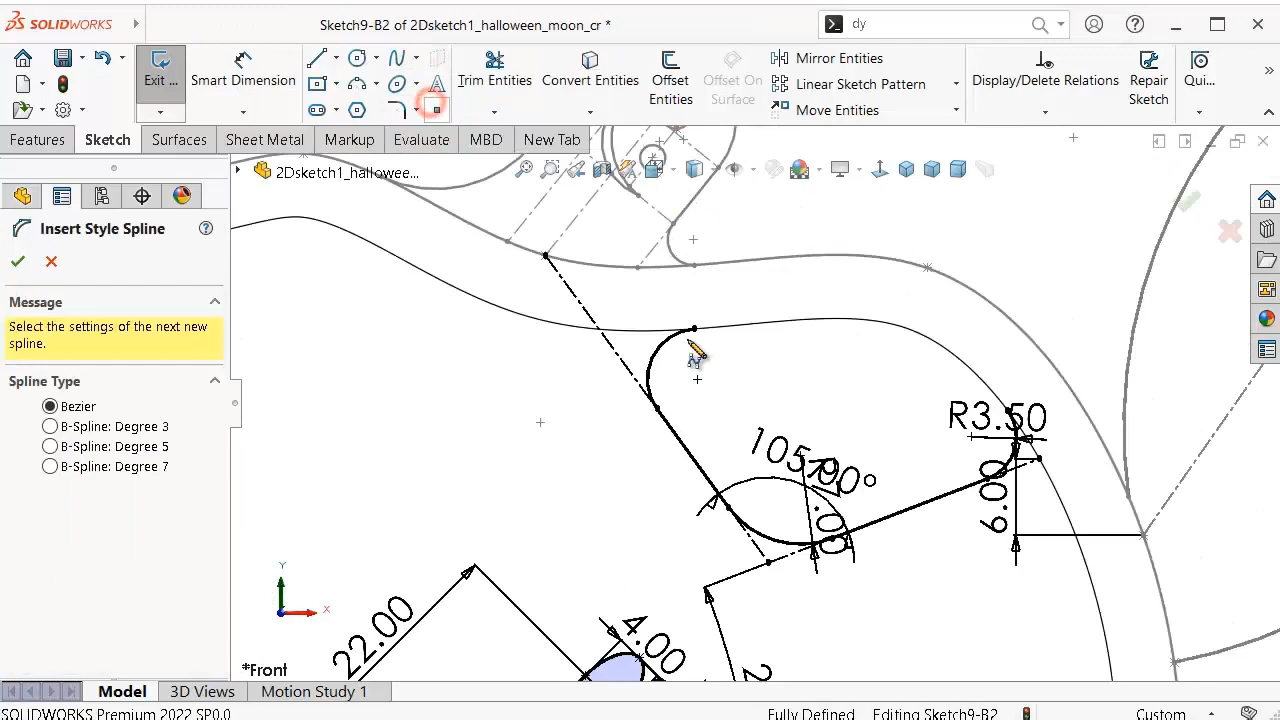 SOLIDWORKS
Sketch9-B2 of 2Dsketch1_halloween_moon_cr *
dy
Exit ...
Smart Dimension
Trim Entities
Convert Entities
Offset Entities
Offset On Surface
Mirror Entities
Linear Sketch Pattern
Move Entities
Display/Delete Relations
Repair Sketch
Qui...
Features
Sketch
Surfaces
Sheet Metal
Markup
Evaluate
MBD
New Tab
2Dsketch1_hallowee...
Insert Style Spline
Message
Select the settings of the next new
spline.
Spline Type
Bezier
B-Spline: Degree 3
B-Spline: Degree 5
B-Spline: Degree 7
R3.50
6.00
22.00
4.00
Y
X
*Front
Model
3D Views
Motion Study 1
SOLIDWORKS Premium 2022 SP0.0
Fully Defined
Editing Sketch9-B2
Custom